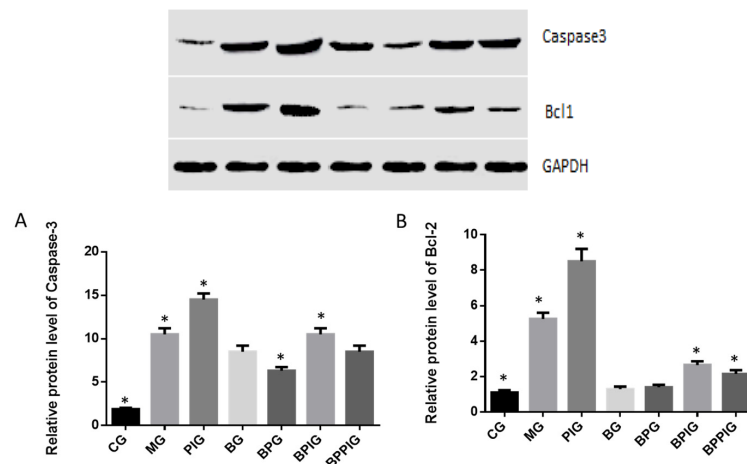 Caspase3
Bcl1
GAPDH
A
Relative protein level of Caspase-3
20
15
10
5
0
*
*
*
*
*
CG
MG
PIG
BG
BPG
BPIG
BPPIG
B
Relative protein level of Bcl-2
10
8
6
4
2
0
*
*
*
*
*
CG
MG
PIG
BG
BPG
BPIG
BPPIG